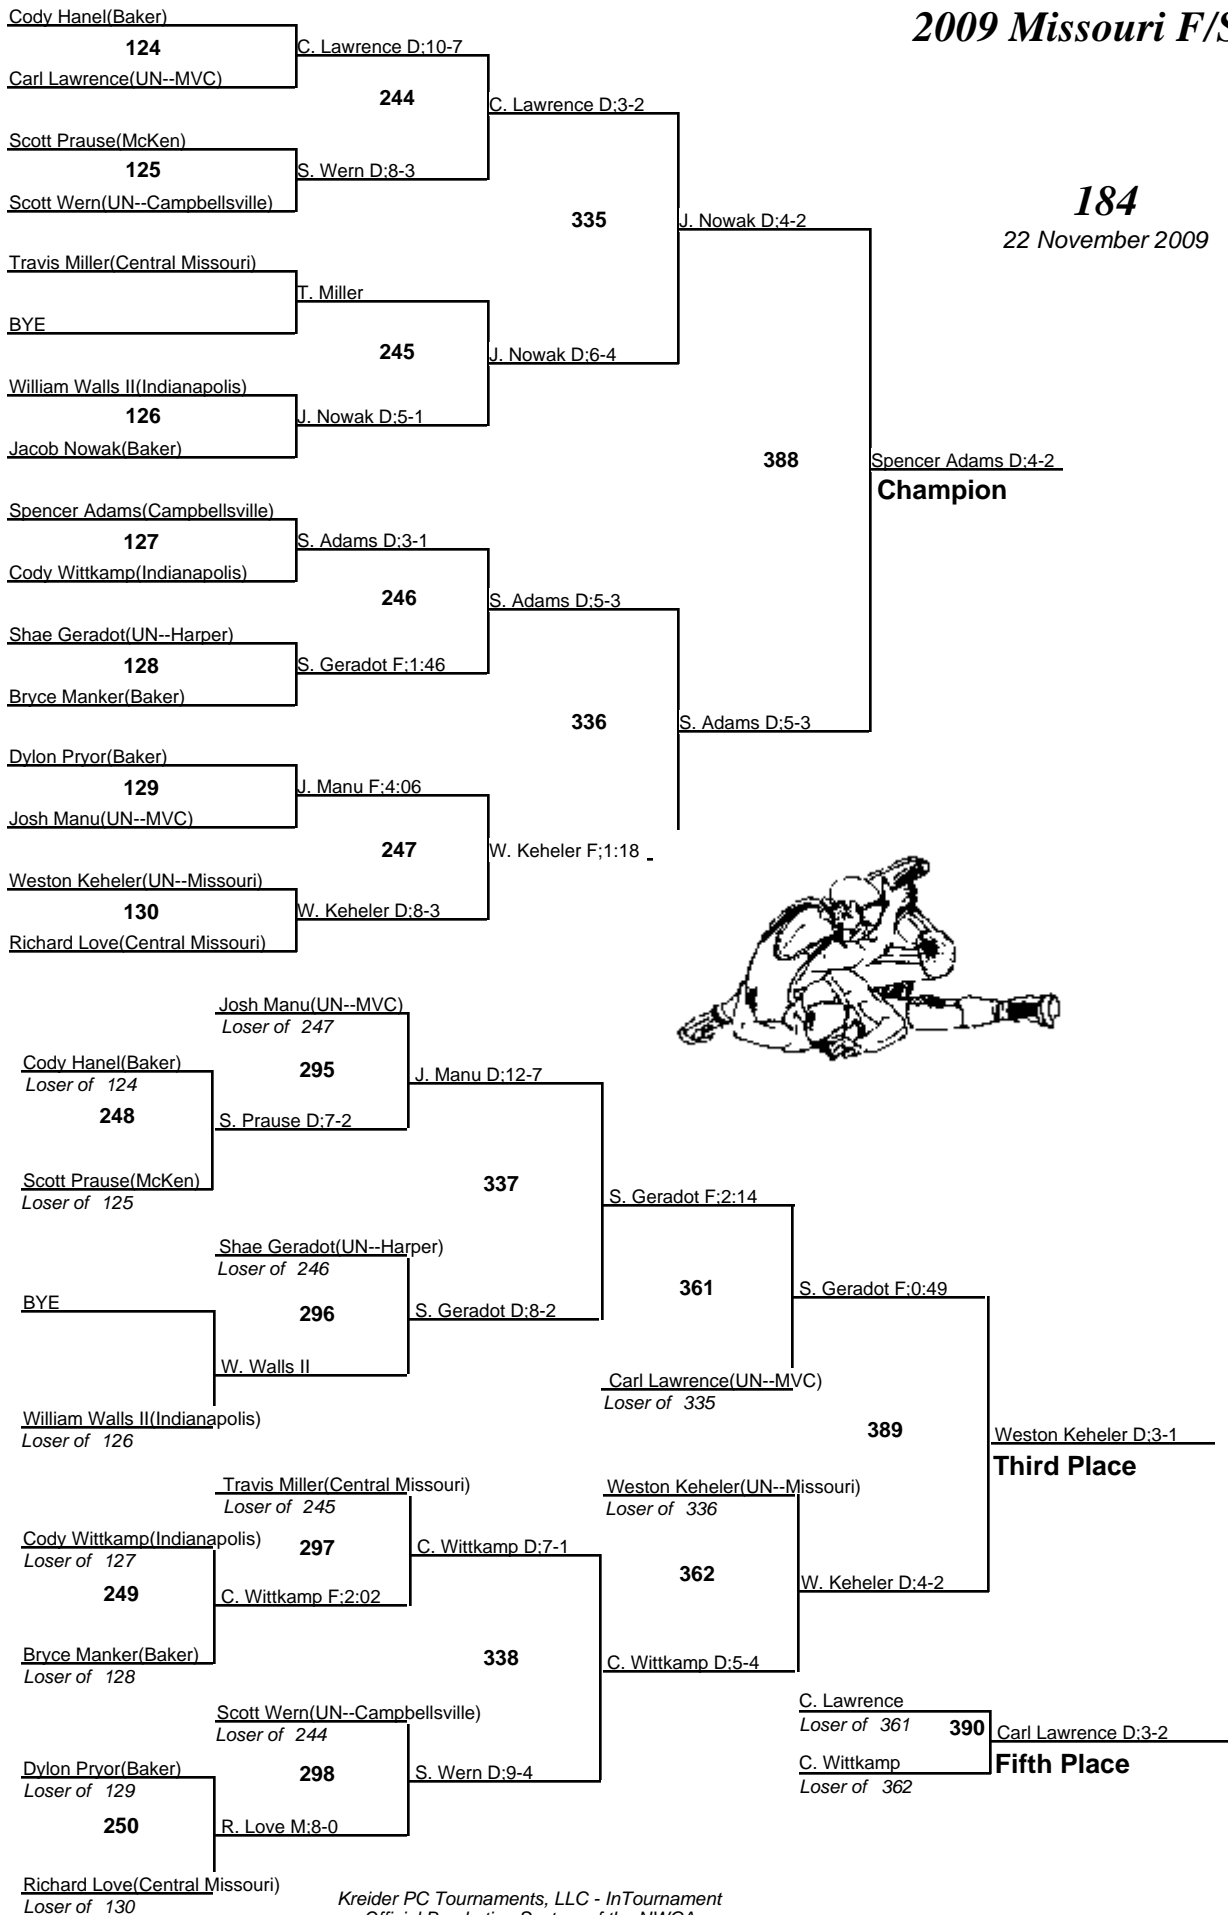 2009 Missouri F/S
184
22 November 2009
Cody Hanel(Baker)
124
Carl Lawrence(UN--MVC)
C. Lawrence D;10-7
244
Scott Prause(McKen)
125
Scott Wern(UN--Campbellsville)
S. Wern D;8-3
C. Lawrence D;3-2
335
Travis Miller(Central Missouri)
BYE
T. Miller
245
William Walls II(Indianapolis)
126
Jacob Nowak(Baker)
J. Nowak D;5-1
J. Nowak D;6-4
J. Nowak D;4-2
388
Spencer Adams D;4-2
Champion
Spencer Adams(Campbellsville)
127
Cody Wittkamp(Indianapolis)
S. Adams D;3-1
246
Shae Geradot(UN--Harper)
128
Bryce Manker(Baker)
S. Geradot F;1:46
S. Adams D;5-3
336
S. Adams D;5-3
Dylon Pryor(Baker)
129
Josh Manu(UN--MVC)
J. Manu F;4:06
247
Weston Keheler(UN--Missouri)
130
Richard Love(Central Missouri)
W. Keheler D;8-3
W. Keheler F;1:18
Josh Manu(UN--MVC)
Loser of 247
Cody Hanel(Baker)
Loser of 124
248
Scott Prause(McKen)
Loser of 125
295
S. Prause D;7-2
J. Manu D;12-7
337
Shae Geradot(UN--Harper)
Loser of 246
BYE
296
W. Walls II
William Walls II(Indianapolis)
Loser of 126
S. Geradot D;8-2
S. Geradot F;2:14
361
Carl Lawrence(UN--MVC)
Loser of 335
S. Geradot F;0:49
389
Weston Keheler D;3-1
Third Place
Travis Miller(Central Missouri)
Loser of 245
Cody Wittkamp(Indianapolis)
Loser of 127
249
Bryce Manker(Baker)
Loser of 128
297
C. Wittkamp F;2:02
C. Wittkamp D;7-1
338
Weston Keheler(UN--Missouri)
Loser of 336
362
W. Keheler D;4-2
C. Wittkamp D;5-4
Scott Wern(UN--Campbellsville)
Loser of 244
Dylon Pryor(Baker)
Loser of 129
250
Richard Love(Central Missouri)
Loser of 130
298
R. Love M;8-0
S. Wern D;9-4
C. Lawrence
Loser of 361
390
C. Wittkamp
Loser of 362
Carl Lawrence D;3-2
Fifth Place
Kreider PC Tournaments, LLC - InTournament